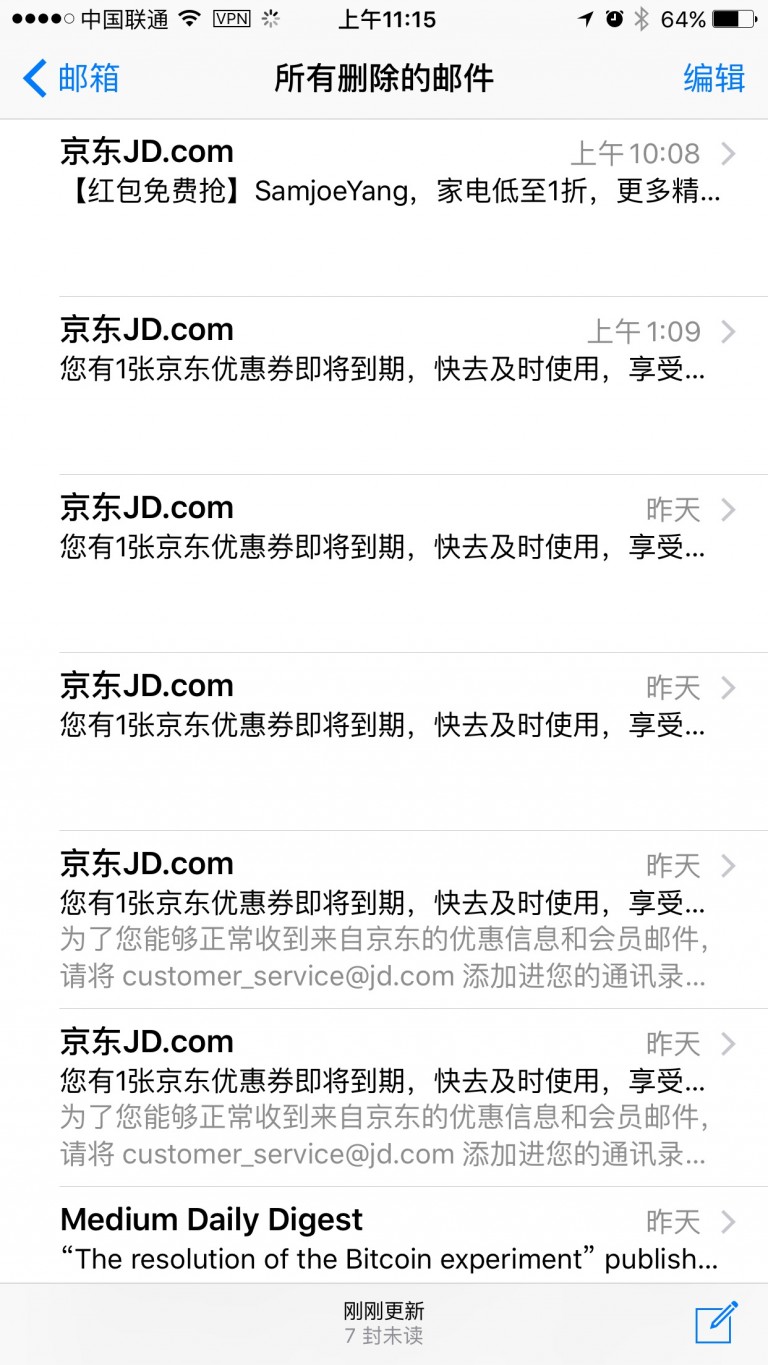 中国联通 VPN 上午11:15 64%
邮箱 所有删除的邮件 编辑
京东JD.com 上午10:08
【红包免费抢】SamjoeYang，家电低至1折，更多精...
京东JD.com 上午1:09
您有1张京东优惠券即将到期，快去及时使用，享受...
京东JD.com 昨天
您有1张京东优惠券即将到期，快去及时使用，享受...
京东JD.com 昨天
您有1张京东优惠券即将到期，快去及时使用，享受...
京东JD.com 昨天
您有1张京东优惠券即将到期，快去及时使用，享受...
为了您能够正常收到来自京东的优惠信息和会员邮件，
请将 customer_service@jd.com 添加进您的通讯录...
京东JD.com 昨天
您有1张京东优惠券即将到期，快去及时使用，享受...
为了您能够正常收到来自京东的优惠信息和会员邮件，
请将 customer_service@jd.com 添加进您的通讯录...
Medium Daily Digest 昨天
“The resolution of the Bitcoin experiment” publish...
刚刚更新
7 封未读